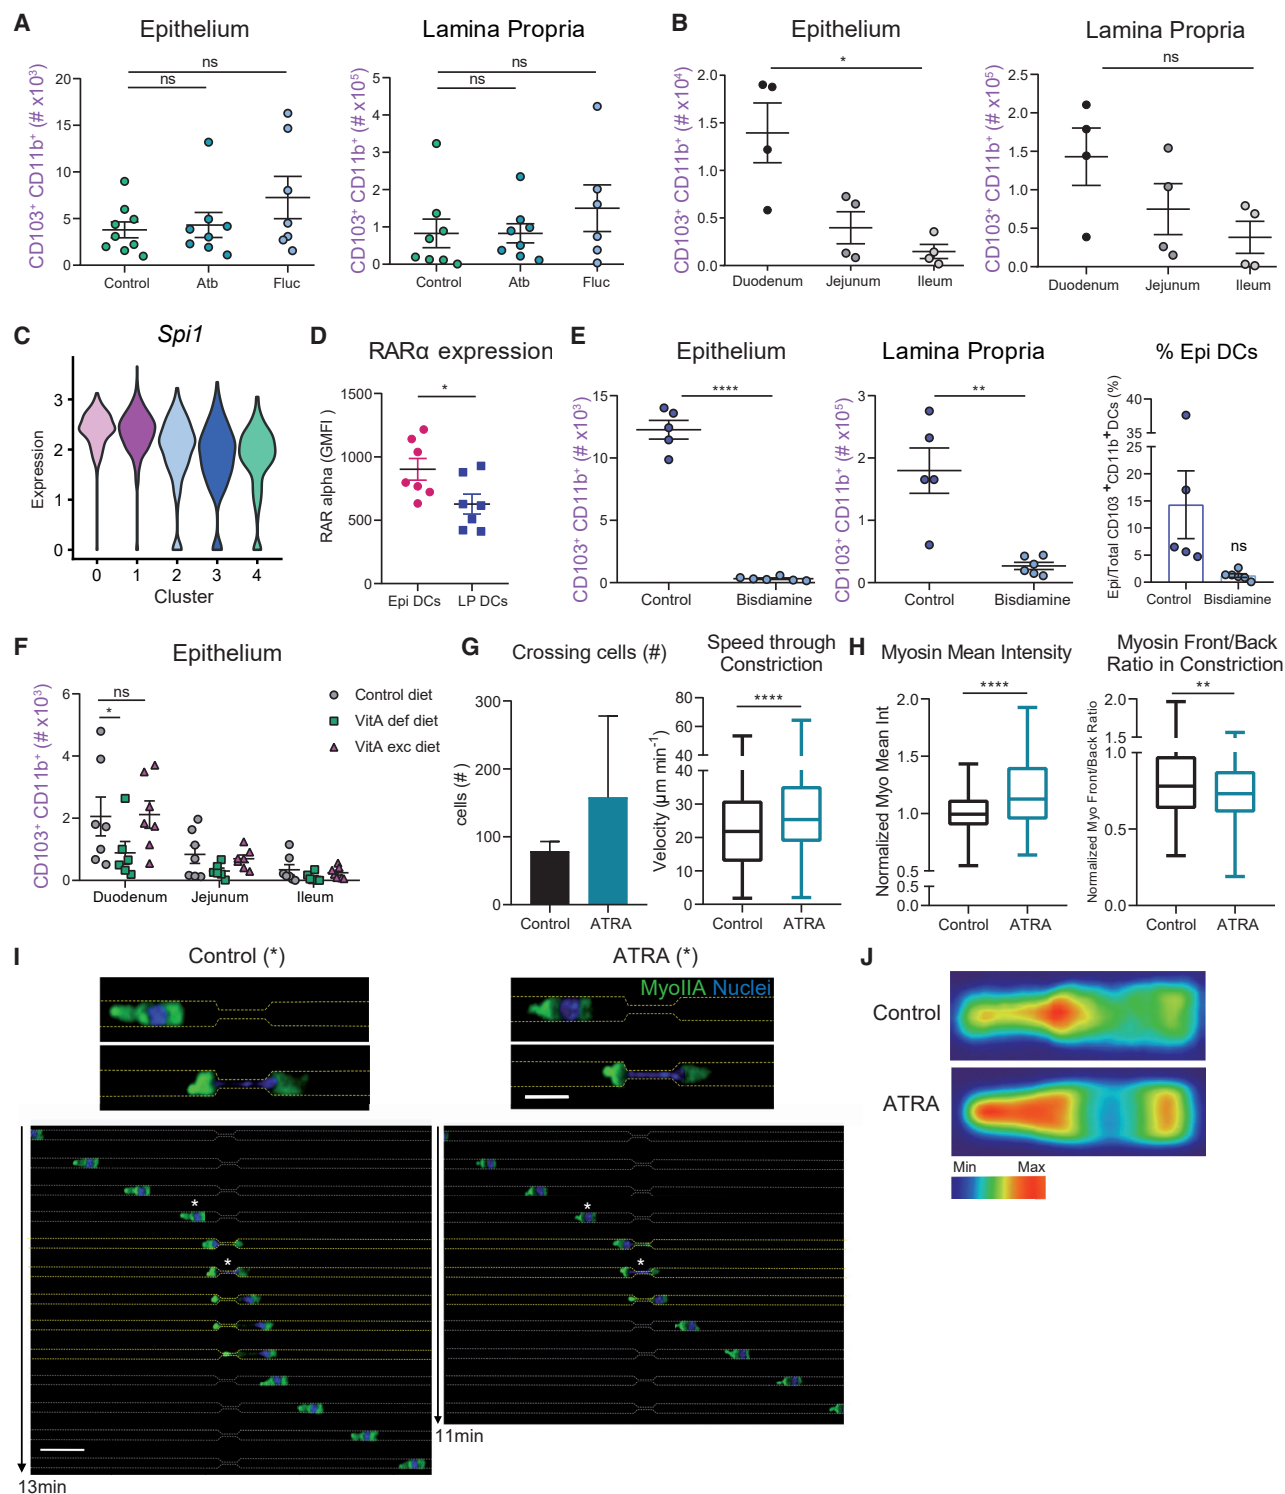 A
Epithelium
Lamina Propria
CD103⁺ CD11b⁺ (# x10³)
20
15
10
5
0
ns
ns
Control
Atb
Fluc
CD103⁺ CD11b⁺ (# x10⁵)
5
4
3
2
1
0
ns
ns
Control
Atb
Fluc
B
Epithelium
Lamina Propria
CD103⁺ CD11b⁺ (# x10⁴)
2.0
1.5
1.0
0.5
0.0
*
Duodenum
Jejunum
Ileum
CD103⁺ CD11b⁺ (# x10⁵)
2.5
2.0
1.5
1.0
0.5
0.0
ns
Duodenum
Jejunum
Ileum
C
Spi1
Expression
3
2
1
0
0 1 2 3 4
Cluster
D
RARα expression
RAR alpha (GMFI )
1500
1000
500
0
*
Epi DCs
LP DCs
E
Epithelium
CD103⁺ CD11b⁺ (# x10³)
15
10
5
0
****
Control
Bisdiamine
Lamina Propria
CD103⁺ CD11b⁺ (# x10⁵)
3
2
1
0
**
Control
Bisdiamine
% Epi DCs
Epi/Total CD103⁺CD11b⁺DCs (%)
40
35
25
20
15
10
5
0
ns
Control
Bisdiamine
F
Epithelium
CD103⁺ CD11b⁺ (# x10³)
6
4
2
0
ns
*
Duodenum
Jejunum
Ileum
Control diet
VitA def diet
VitA exc diet
G
Crossing cells (#)
cells (# )
300
200
100
0
Control
ATRA
Speed through
Constriction
Velocity (µm min⁻¹)
80
60
40
40
30
20
10
0
****
Control
ATRA
H
Myosin Mean Intensity
Normalized Myo Mean Int
2.0
1.5
1.0
0.5
0.5
0.0
****
Control
ATRA
Myosin Front/Back
Ratio in Constriction
Normalized Myo Front/Back Ratio
2.0
1.5
1.0
0.5
0.0
**
Control
ATRA
I
Control (*)
ATRA (*)
MyoIIA Nuclei
*
*
13min
*
*
11min
J
Control
ATRA
Min
Max